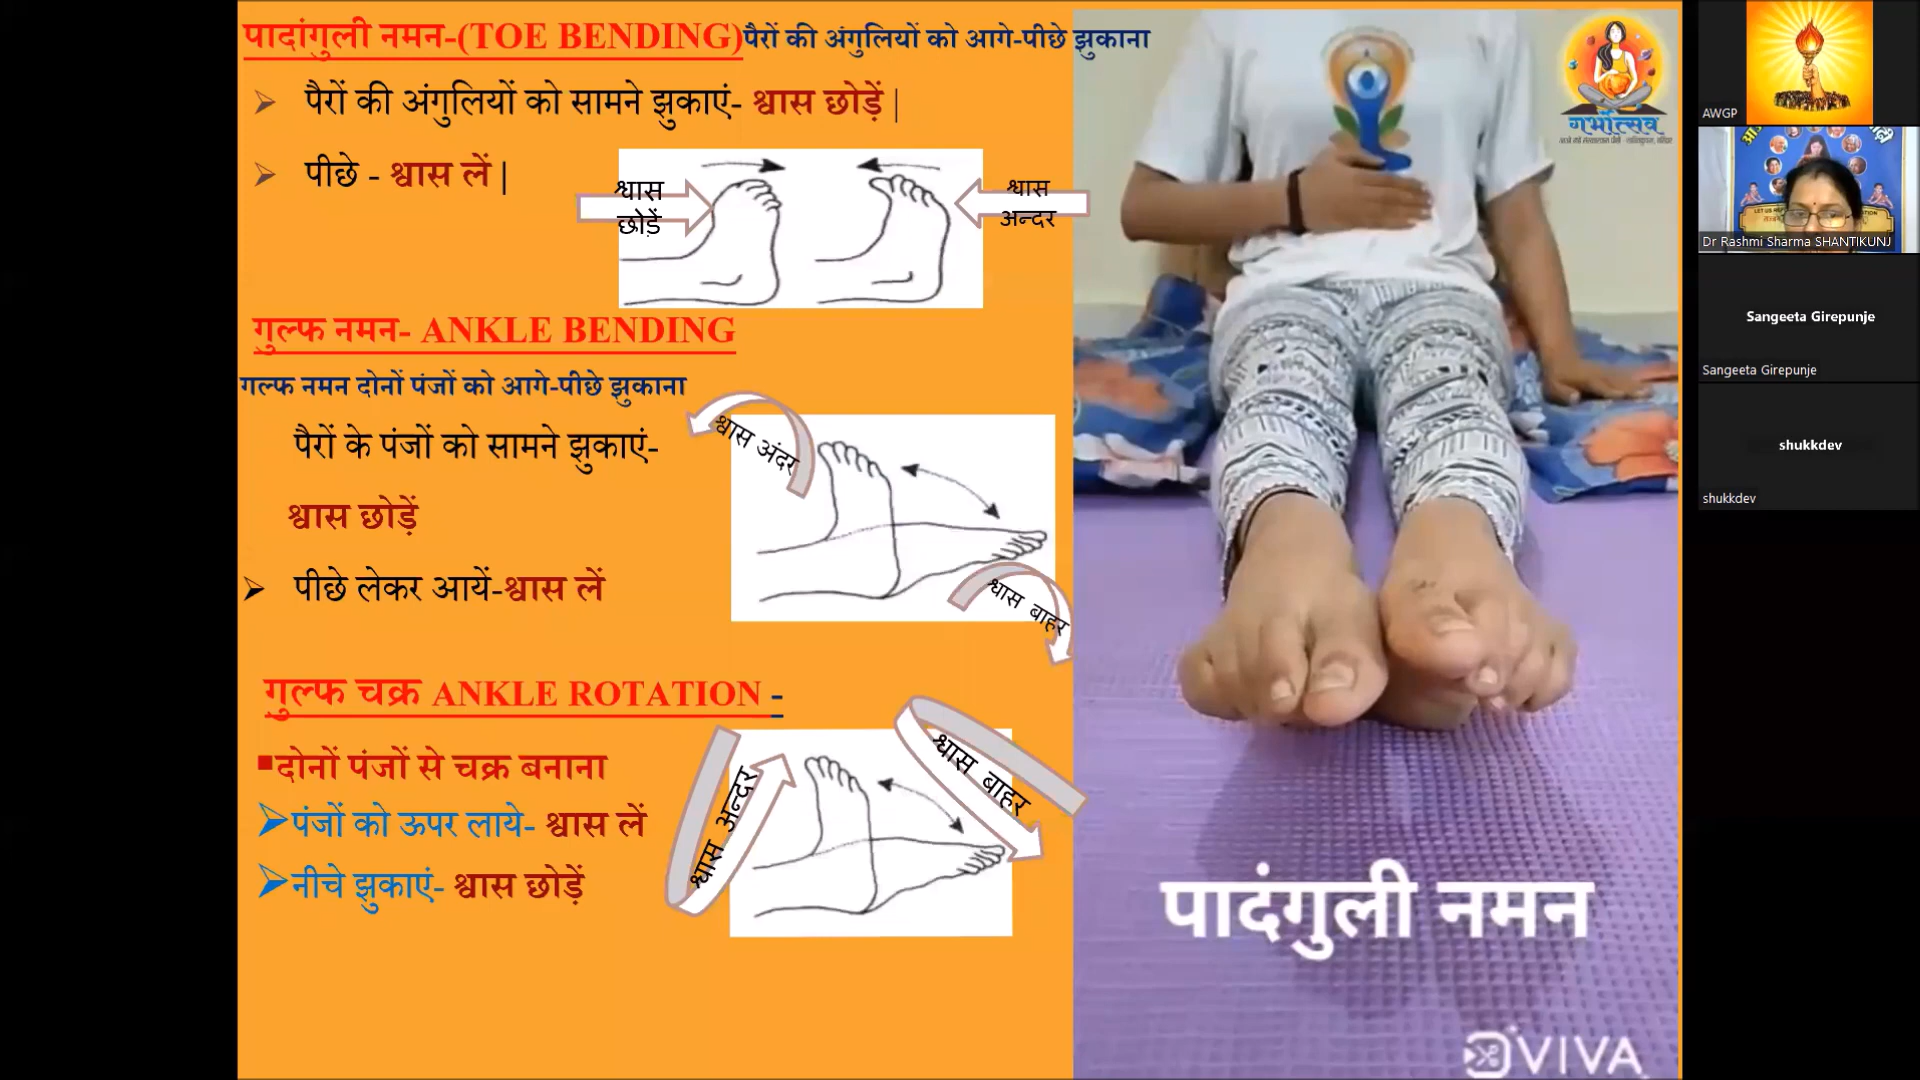 पादांगुली नमन-(TOE BENDING)पैरों की अंगुलियों को आगे-पीछे झुकाना
पैरों की अंगुलियों को सामने झुकाएं- श्वास छोड़ें |
पीछे - श्वास लें |
श्वास
छोड़ें
श्वास
अन्दर
गुल्फ नमन- ANKLE BENDING
गल्फ नमन दोनों पंजों को आगे-पीछे झुकाना
पैरों के पंजों को सामने झुकाएं-
श्वास छोड़ें
पीछे लेकर आयें-श्वास लें
श्वास अंदर
श्वास बाहर
गुल्फ चक्र ANKLE ROTATION -
दोनों पंजों से चक्र बनाना
पंजों को ऊपर लाये- श्वास लें
नीचे झुकाएं- श्वास छोड़ें
श्वास अन्दर
श्वास बाहर
गर्भोत्सव
पादंगुली नमन
VIVA
AWGP
Dr Rashmi Sharma SHANTIKUNJ
Sangeeta Girepunje
Sangeeta Girepunje
shukkdev
shukkdev